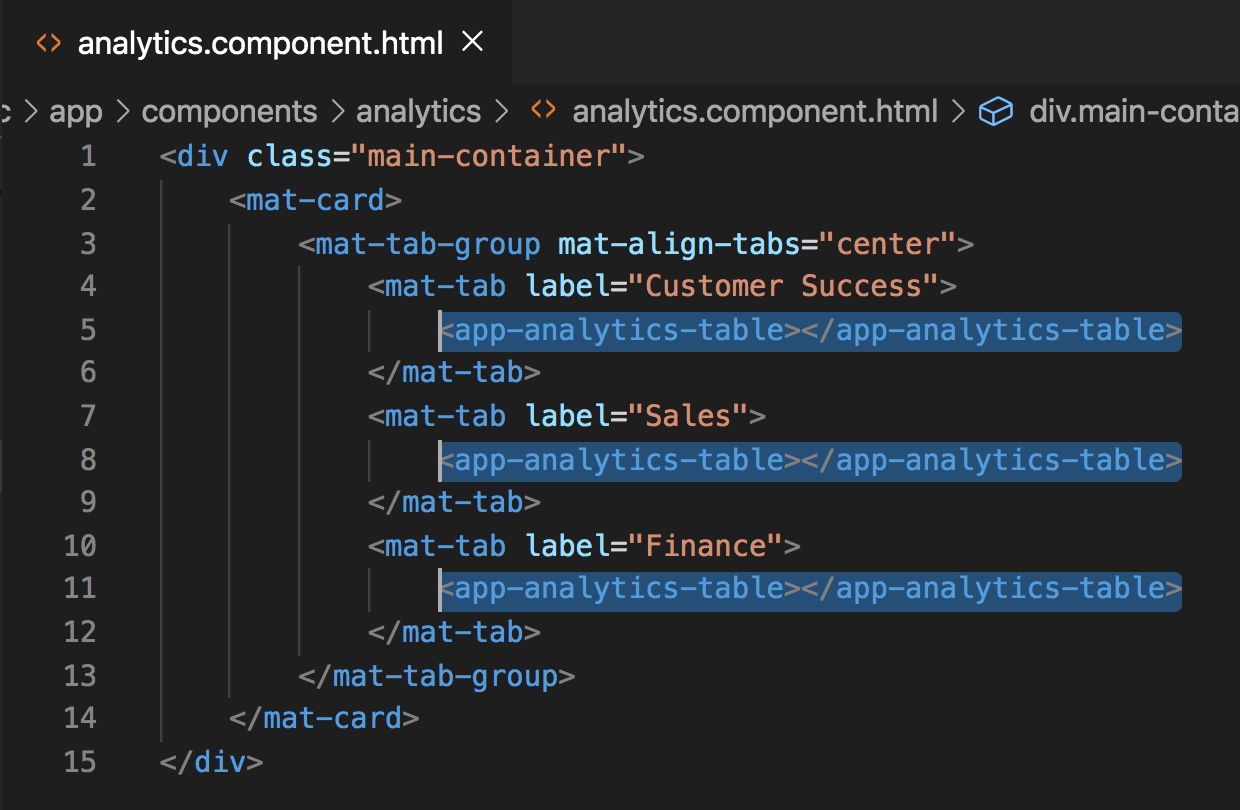 analytics.component.html
app > components > analytics > analytics.component.html > div.main-conta
1 <div class="main-container">
2 <mat-card>
3 <mat-tab-group mat-align-tabs="center">
4 <mat-tab label="Customer Success">
5 <app-analytics-table></app-analytics-table>
6 </mat-tab>
7 <mat-tab label="Sales">
8 <app-analytics-table></app-analytics-table>
9 </mat-tab>
10 <mat-tab label="Finance">
11 <app-analytics-table></app-analytics-table>
12 </mat-tab>
13 </mat-tab-group>
14 </mat-card>
15 </div>